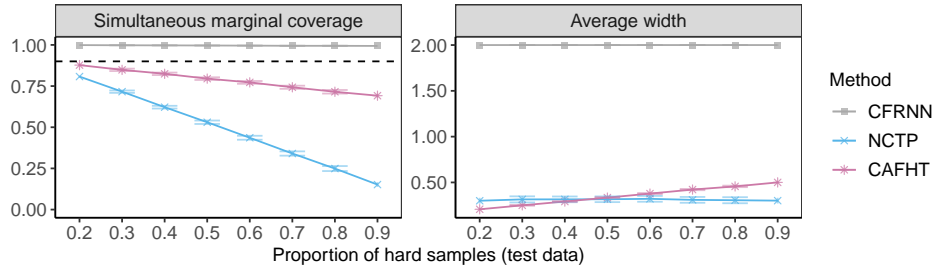 Simultaneous marginal coverage
Average width
1.00
0.75
0.50
0.25
0.00
0.2 0.3 0.4 0.5 0.6 0.7 0.8 0.9
2.00
1.50
1.00
0.50
0.2 0.3 0.4 0.5 0.6 0.7 0.8 0.9
Proportion of hard samples (test data)
Method
CFRNN
NCTP
CAFHT